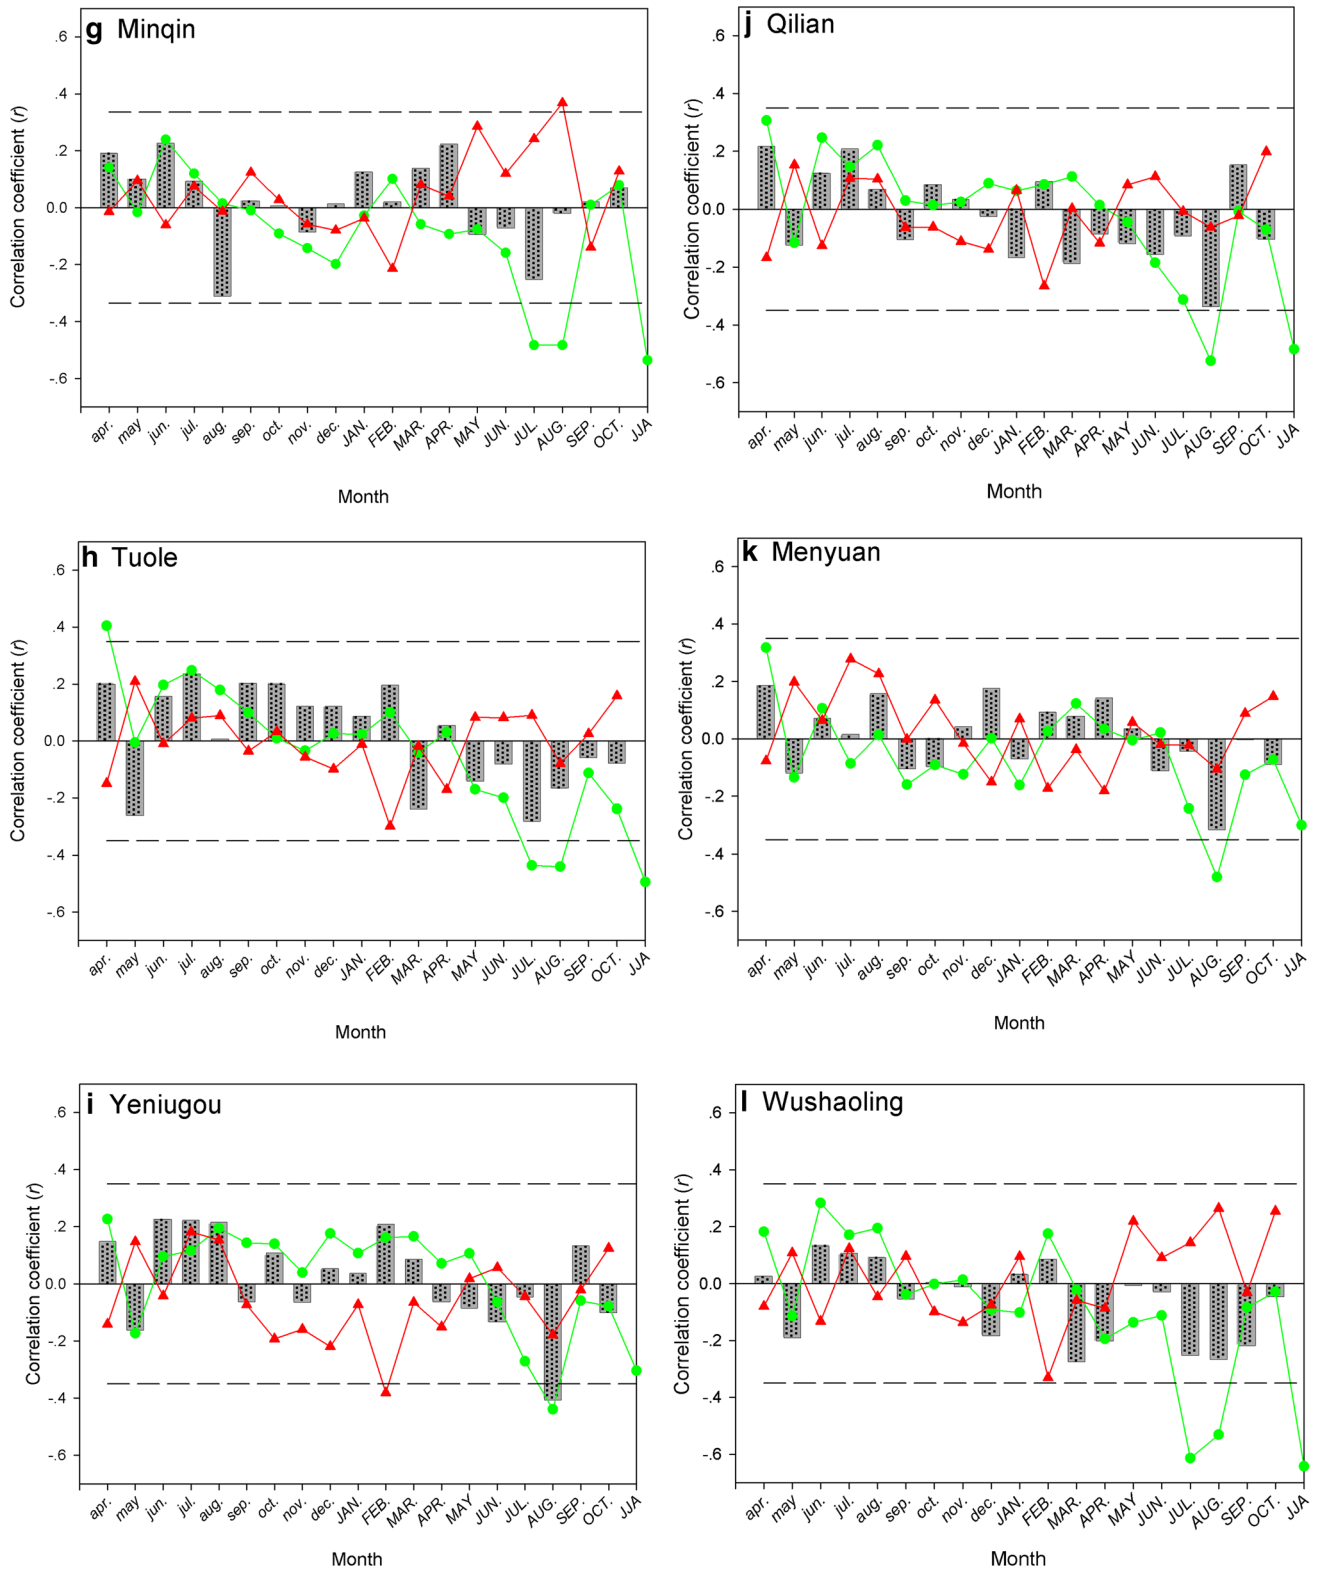 g Minqin
.6
.4
.2
0.0
-.2
-.4
-.6
Correlation coefficient (r)
apr. may jun. jul. aug. sep. oct. nov. dec. JAN. FEB. MAR. APR. MAY JUN. JUL. AUG. SEP. OCT. JJA
Month
j Qilian
.6
.4
.2
0.0
-.2
-.4
-.6
Correlation coefficient (r)
apr. may jun. jul. aug. sep. oct. nov. dec. JAN. FEB. MAR. APR. MAY JUN. JUL. AUG. SEP. OCT. JJA
Month
h Tuole
.6
.4
.2
0.0
-.2
-.4
-.6
Correlation coefficient (r)
apr. may jun. jul. aug. sep. oct. nov. dec. JAN. FEB. MAR. APR. MAY JUN. JUL. AUG. SEP. OCT. JJA
Month
k Menyuan
.6
.4
.2
0.0
-.2
-.4
-.6
Correlation coefficient (r)
apr. may jun. jul. aug. sep. oct. nov. dec. JAN. FEB. MAR. APR. MAY JUN. JUL. AUG. SEP. OCT. JJA
Month
i Yeniugou
.6
.4
.2
0.0
-.2
-.4
-.6
Correlation coefficient (r)
apr. may jun. jul. aug. sep. oct. nov. dec. JAN. FEB. MAR. APR. MAY JUN. JUL. AUG. SEP. OCT. JJA
Month
l Wushaoling
.6
.4
.2
0.0
-.2
-.4
-.6
Correlation coefficient (r)
apr. may jun. jul. aug. sep. oct. nov. dec. JAN. FEB. MAR. APR. MAY JUN. JUL. AUG. SEP. OCT. JJA
Month